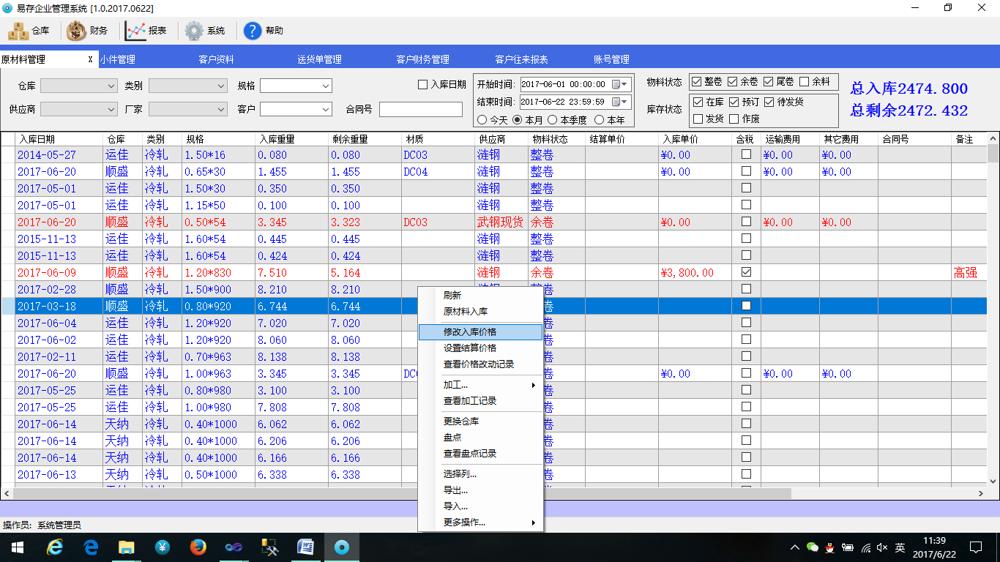 易存企业管理系统 [1.0.2017.0622]
仓库 财务 报表 系统 ? 帮助
原材料管理 X 小件管理 客户资料 送货单管理 客户财务管理 客户往来报表 账号管理
仓库 类别 规格 入库日期
供应商 厂家 客户 合同号
开始时间: 2017-06-01 00:00:00
结束时间: 2017-06-22 23:59:59
今天 本月 本季度 本年
物料状态 整卷 余卷 尾卷 余料
库存状态 在库 预订 待发货
发货 作废
总入库2474.800
总剩余2472.432
入库日期 仓库 类别 规格 入库重量 剩余重量 材质 供应商 物料状态 结算单价 入库单价 含税 运输费用 其它费用 合同号 备注
2014-05-27 运佳 冷轧 1.50*16 0.080 0.080 DC03 涟钢 整卷 ¥0.00 ¥0.00 ¥0.00
2017-06-20 顺盛 冷轧 0.65*30 1.455 1.455 DC04 涟钢 整卷 ¥0.00 ¥0.00 ¥0.00
2017-05-01 运佳 冷轧 1.50*30 0.350 0.350 涟钢 整卷
2017-05-01 运佳 冷轧 1.15*50 0.100 0.100 涟钢 整卷
2017-06-20 顺盛 冷轧 0.50*54 3.345 3.323 DC03 武钢现货 余卷 ¥0.00 ¥0.00 ¥0.00
2015-11-13 运佳 冷轧 1.60*54 0.445 0.445 涟钢 整卷
2015-11-13 运佳 冷轧 1.60*54 0.424 0.424 涟钢 整卷
2017-06-09 顺盛 冷轧 1.20*830 7.510 5.164 涟钢 余卷 ¥3,800.00 高强
2017-02-28 顺盛 冷轧 1.50*900 8.210 8.210
2017-03-18 顺盛 冷轧 0.80*920 6.744 6.744 卷
2017-06-04 运佳 冷轧 1.20*920 7.020 7.020 卷
2017-06-02 运佳 冷轧 1.20*920 8.060 8.060 卷
2017-02-11 运佳 冷轧 0.70*963 8.138 8.138 卷
2017-06-20 顺盛 冷轧 1.00*963 3.345 3.345 DC 卷 ¥0.00 ¥0.00 ¥0.00
2017-05-25 运佳 冷轧 0.80*980 3.100 3.100 卷
2017-05-25 运佳 冷轧 1.00*980 7.808 7.808 卷
2017-06-14 天纳 冷轧 0.40*1000 6.062 6.062 卷
2017-06-14 天纳 冷轧 0.40*1000 6.206 6.206 卷
2017-06-14 天纳 冷轧 0.40*1000 6.166 6.166 卷
2017-06-13 天纳 冷轧 0.50*1000 6.338 6.338 卷
刷新
原材料入库
修改入库价格
设置结算价格
查看价格改动记录
加工...
查看加工记录
更换仓库
盘点
查看盘点记录
选择列...
导出...
导入...
更多操作...
操作员: 系统管理员
英
11:39
2017/6/22